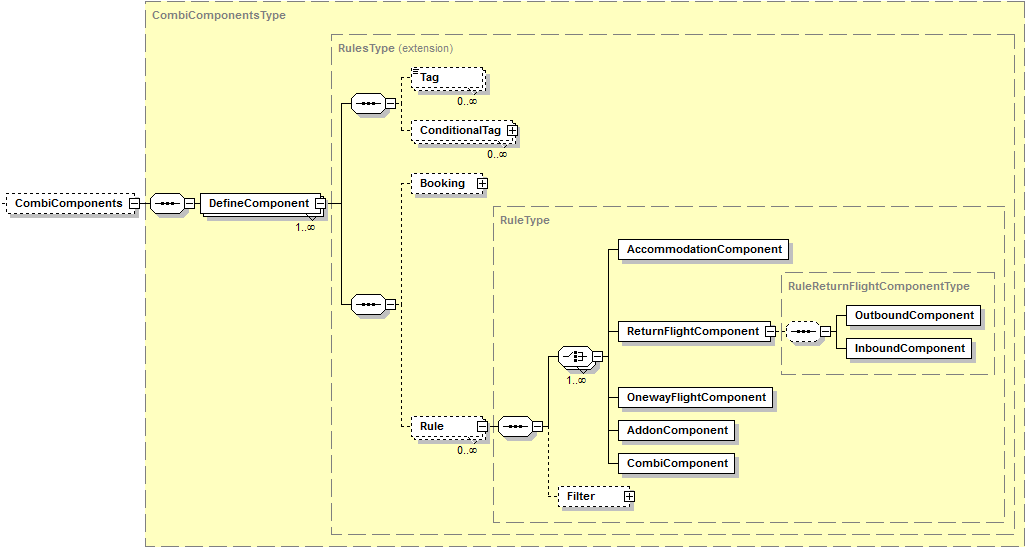 CombiComponentsType
RulesType (extension)
Tag
0..∞
ConditionalTag
0..∞
Booking
CombiComponents
DefineComponent
1..∞
RuleType
AccommodationComponent
RuleReturnFlightComponentType
OutboundComponent
ReturnFlightComponent
InboundComponent
1..∞
OnewayFlightComponent
Rule
AddonComponent
0..∞
CombiComponent
Filter